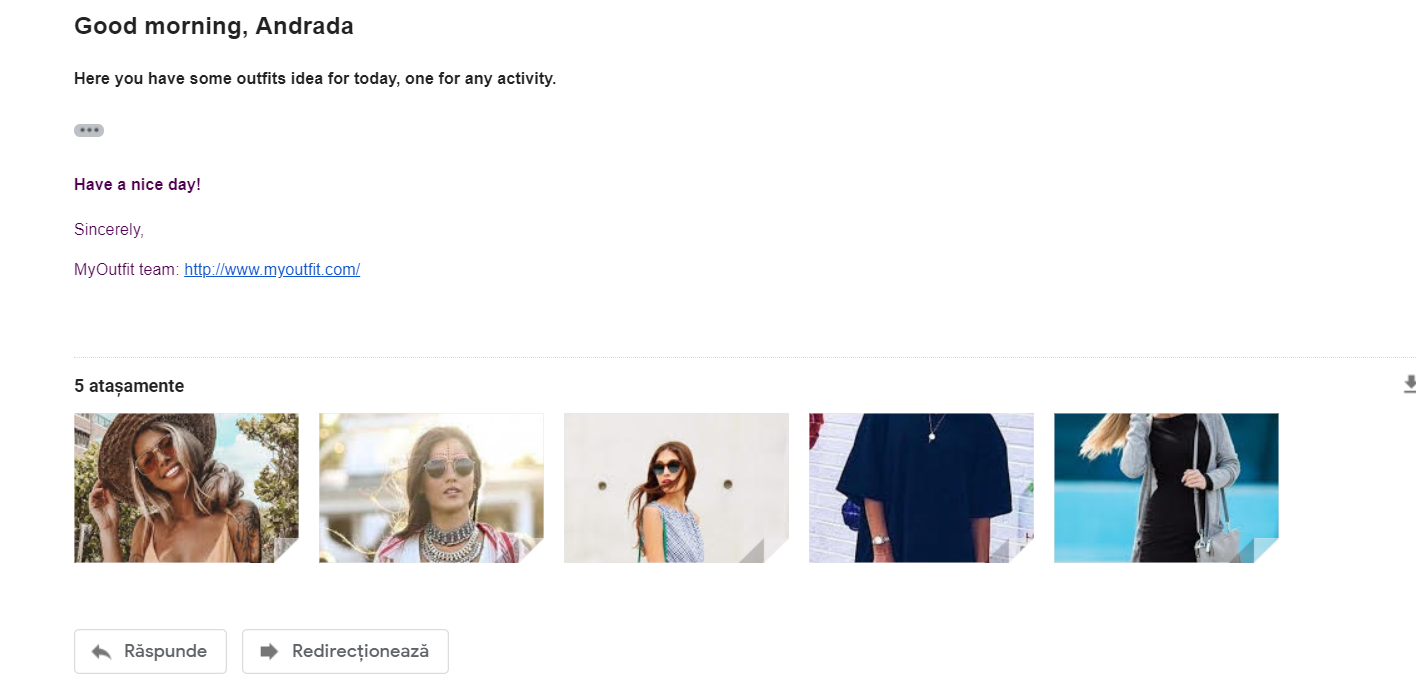 Good morning, Andrada
Here you have some outfits idea for today, one for any activity.
Have a nice day!
Sincerely,
MyOutfit team: http://www.myoutfit.com/
5 atașamente
Răspunde
Redirecționează